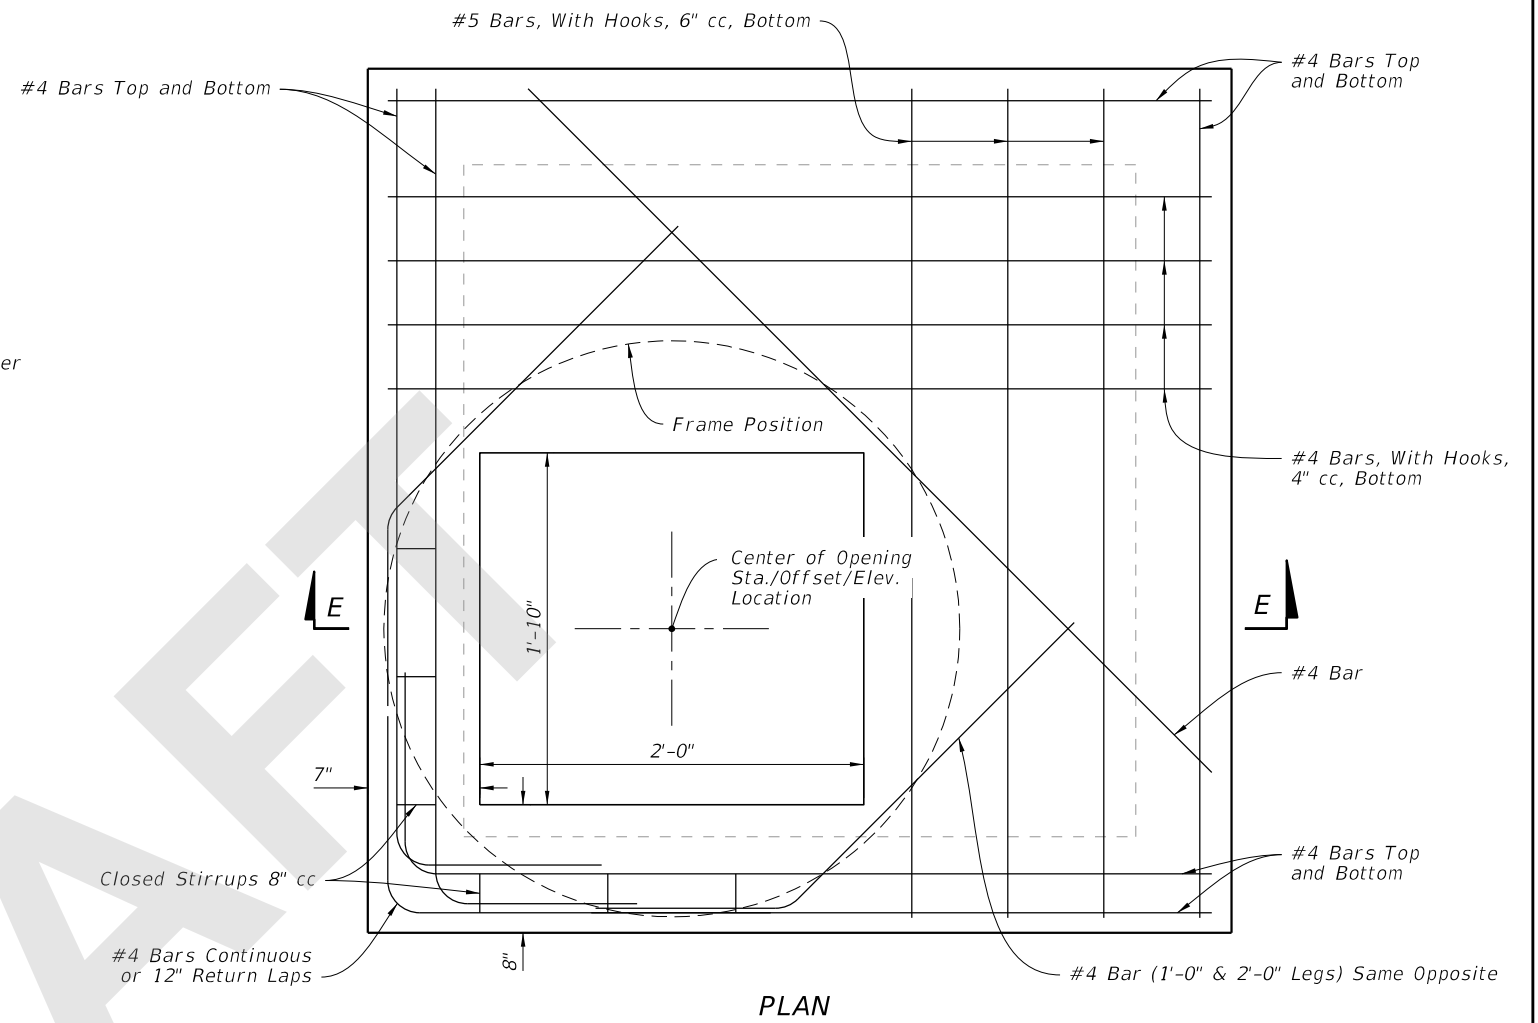 #5 Bars, With Hooks, 6" cc, Bottom
#4 Bars Top and Bottom
#4 Bars Top
and Bottom
er
Frame Position
#4 Bars, With Hooks,
4" cc, Bottom
Center of Opening
Sta./Offset/Elev.
Location
E
E
1'-10"
#4 Bar
2'-0"
7"
#4 Bars Top
and Bottom
Closed Stirrups 8" cc
#4 Bars Continuous
or 12" Return Laps
8"
#4 Bar (1'-0" & 2'-0" Legs) Same Opposite
PLAN
AFT